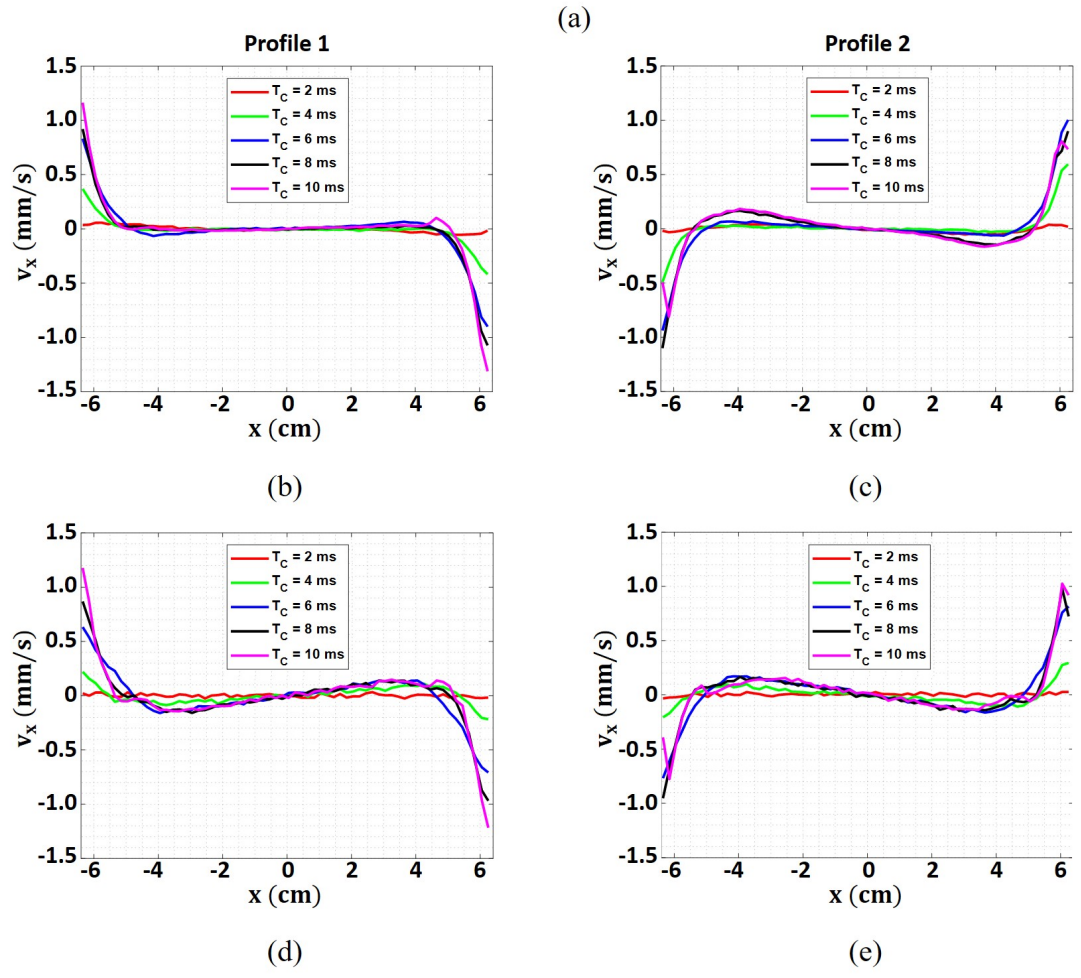 (a)
Profile 1
1.5
1.0
0.5
0
-0.5
-1.0
-1.5
v_x (mm/s)
T_C = 2 ms
T_C = 4 ms
T_C = 6 ms
T_C = 8 ms
T_C = 10 ms
-6 -4 -2 0 2 4 6
x (cm)
(b)
Profile 2
1.5
1.0
0.5
0
-0.5
-1.0
-1.5
v_x (mm/s)
T_C = 2 ms
T_C = 4 ms
T_C = 6 ms
T_C = 8 ms
T_C = 10 ms
-6 -4 -2 0 2 4 6
x (cm)
(c)
1.5
1.0
0.5
0
-0.5
-1.0
-1.5
v_x (mm/s)
T_C = 2 ms
T_C = 4 ms
T_C = 6 ms
T_C = 8 ms
T_C = 10 ms
-6 -4 -2 0 2 4 6
x (cm)
(d)
1.5
1.0
0.5
0
-0.5
-1.0
-1.5
v_x (mm/s)
T_C = 2 ms
T_C = 4 ms
T_C = 6 ms
T_C = 8 ms
T_C = 10 ms
-6 -4 -2 0 2 4 6
x (cm)
(e)